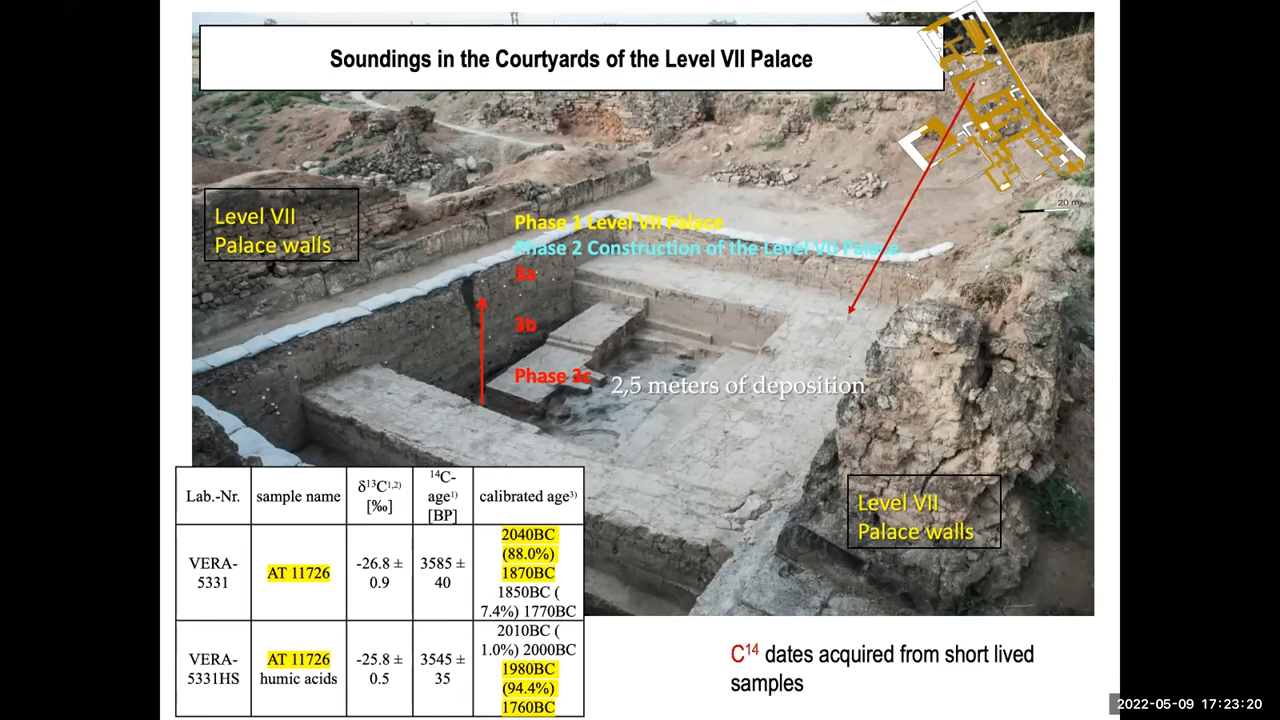 Soundings in the Courtyards of the Level VII Palace
20 m
Level VII
Palace walls
Phase 1 Level VII Palace
Phase 2 Construction of the Level VII Palace
3a
3b
Phase 3c
2,5 meters of deposition
Level VII
Palace walls
Lab.-Nr. sample name δ¹³C¹,²⁾ [‰] ¹⁴C-age¹⁾ [BP] calibrated age³⁾
VERA-5331 AT 11726 -26.8 ± 0.9 3585 ± 40 2040BC (88.0%) 1870BC 1850BC ( 7.4%) 1770BC
VERA-5331HS AT 11726 humic acids -25.8 ± 0.5 3545 ± 35 2010BC ( 1.0%) 2000BC 1980BC (94.4%) 1760BC
C¹⁴ dates acquired from short lived
samples
2022-05-09 17:23:20